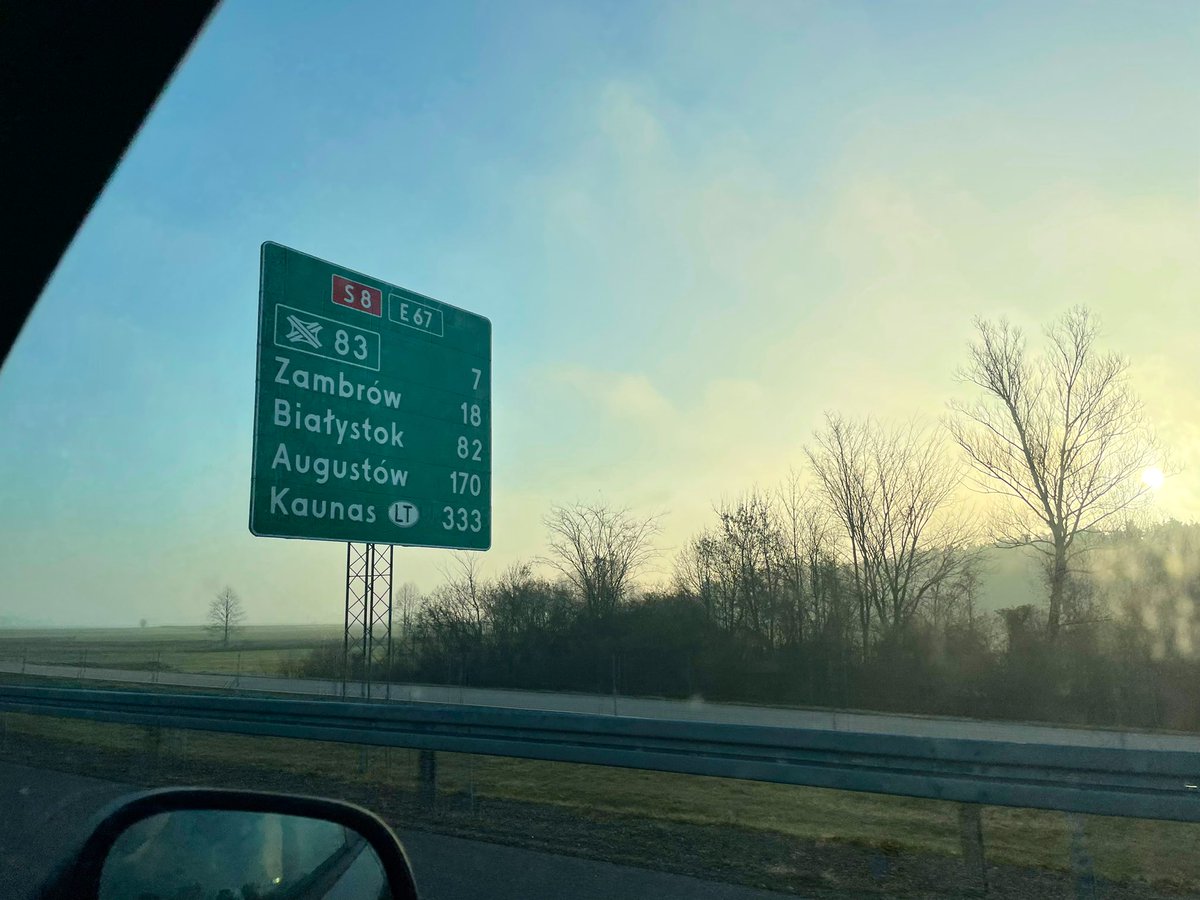 S8 E67
83 7
Zambrów 18
Białystok 82
Augustów 170
Kaunas LT 333